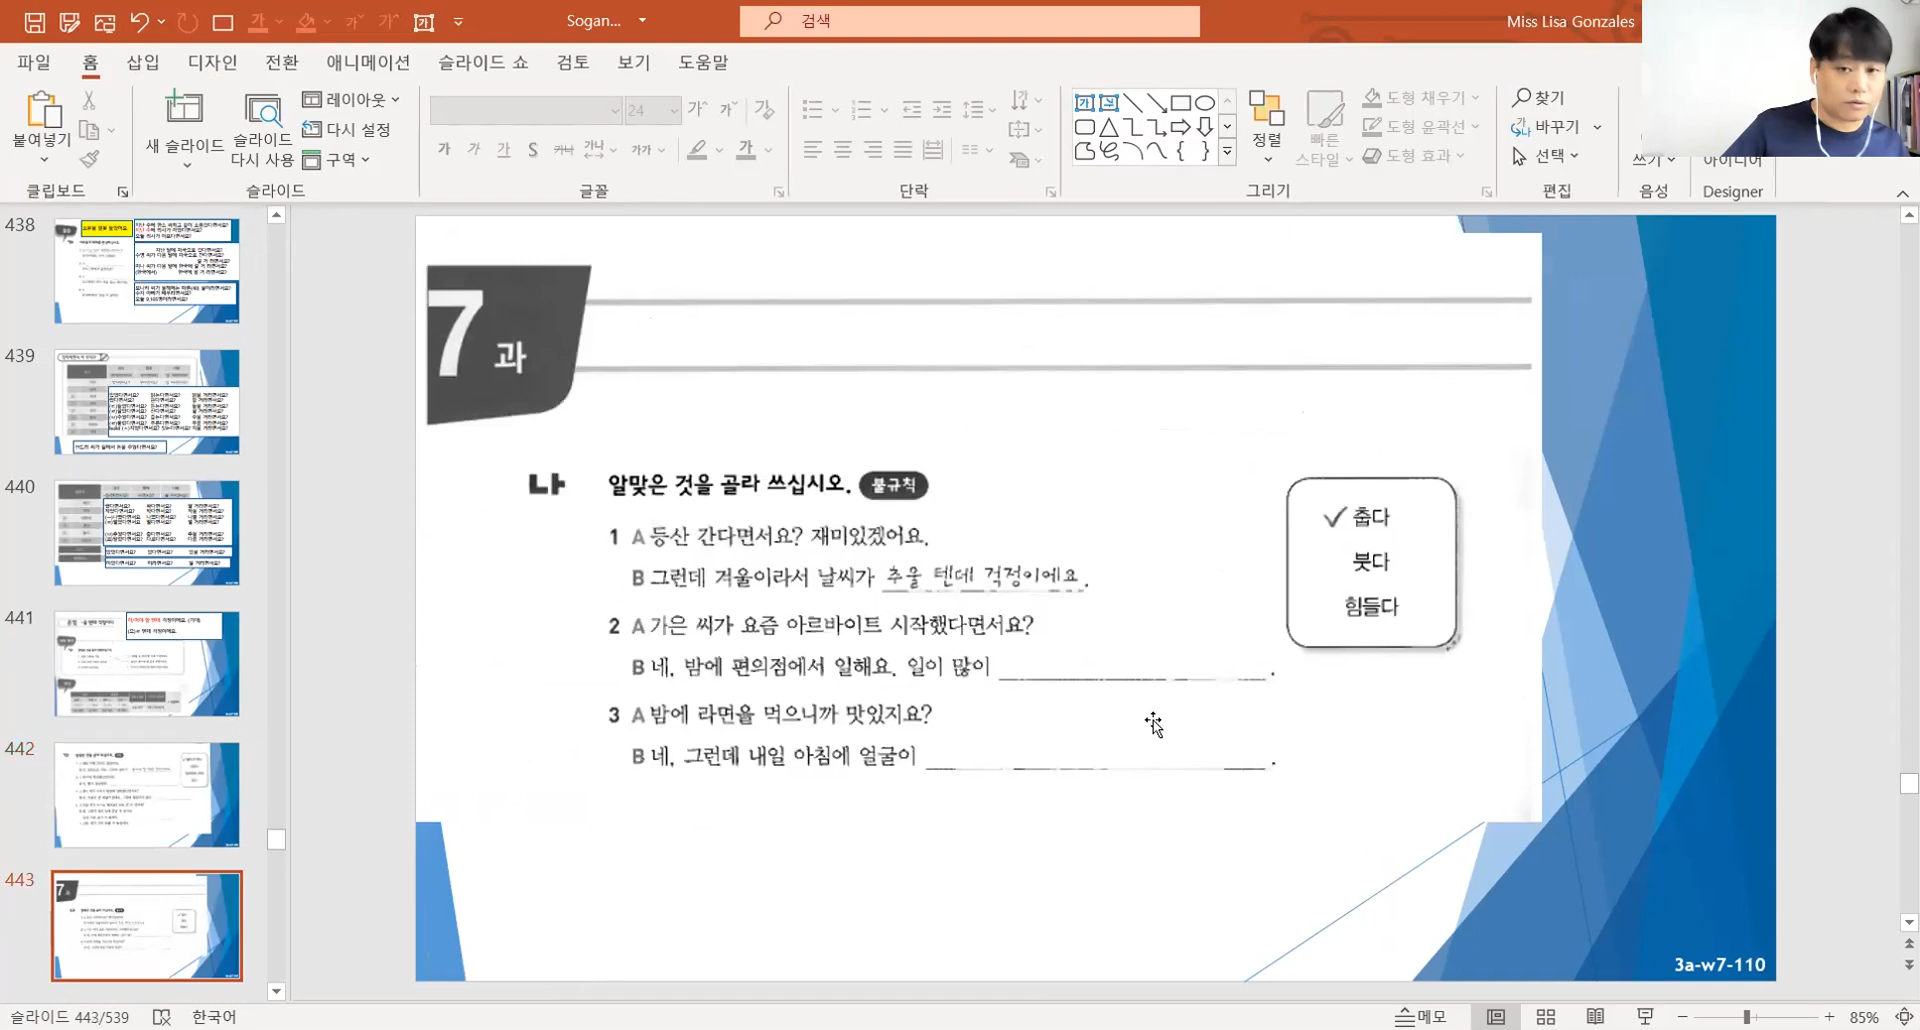 Sogan...
검색
Miss Lisa Gonzales
파일 홈 삽입 디자인 전환 애니메이션 슬라이드 쇼 검토 보기 도움말
붙여넣기
클립보드
새 슬라이드
슬라이드 다시 사용
레이아웃
다시 설정
구역
슬라이드
24
글꼴
단락
정렬
빠른 스타일
도형 채우기
도형 윤곽선
도형 효과
그리기
찾기
바꾸기
선택
편집
쓰기
음성
아이디어
Designer
438
439
440
441
442
443
7과
나 알맞은 것을 골라 쓰십시오. 불규칙
1 A 등산 간다면서요? 재미있겠어요.
B 그런데 겨울이라서 날씨가 추울 텐데 걱정이에요.
2 A 가은 씨가 요즘 아르바이트 시작했다면서요?
B 네, 밤에 편의점에서 일해요. 일이 많이 .
3 A 밤에 라면을 먹으니까 맛있지요?
B 네, 그런데 내일 아침에 얼굴이 .
✓ 춥다
붓다
힘들다
3a-w7-110
슬라이드 443/539
한국어
메모
85%